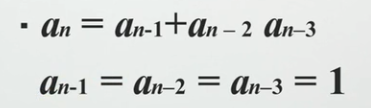 ▪ aₙ = aₙ₋₁+aₙ₋₂ aₙ₋₃
aₙ₋₁ = aₙ₋₂ = aₙ₋₃ = 1